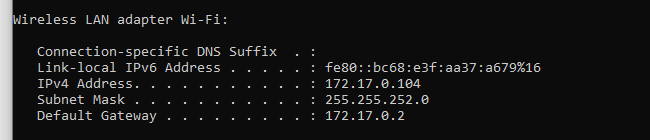 Wireless LAN adapter Wi-Fi:
Connection-specific DNS Suffix  . :
Link-local IPv6 Address . . . . . : fe80::bc68:e3f:aa37:a679%16
IPv4 Address. . . . . . . . . . . : 172.17.0.104
Subnet Mask . . . . . . . . . . . : 255.255.252.0
Default Gateway . . . . . . . . . : 172.17.0.2